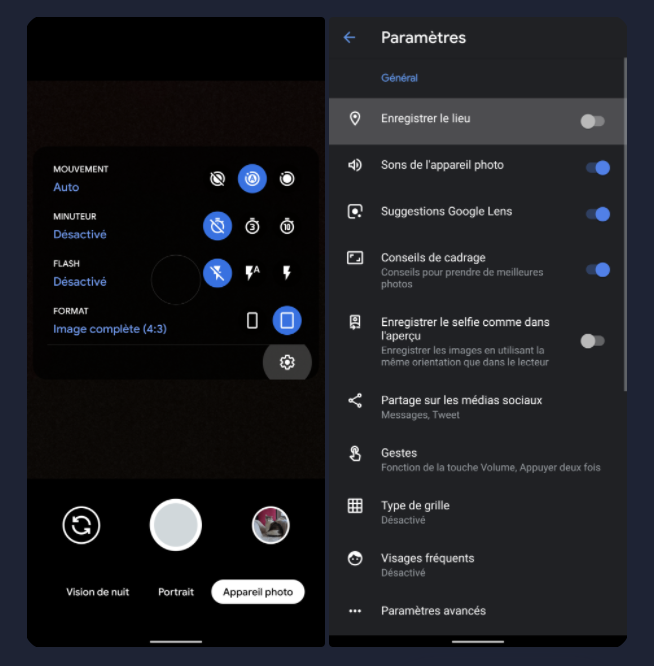 MOUVEMENT
Auto
MINUTEUR
Désactivé
3
10
FLASH
Désactivé
A
FORMAT
Image complète (4:3)
Vision de nuit
Portrait
Appareil photo
Paramètres
Général
Enregistrer le lieu
Sons de l'appareil photo
Suggestions Google Lens
Conseils de cadrage
Conseils pour prendre de meilleures
photos
Enregistrer le selfie comme dans
l'aperçu
Enregistrer les images en utilisant la
même orientation que dans le lecteur
Partage sur les médias sociaux
Messages, Tweet
Gestes
Fonction de la touche Volume, Appuyer deux fois
Type de grille
Désactivé
Visages fréquents
Désactivé
Paramètres avancés